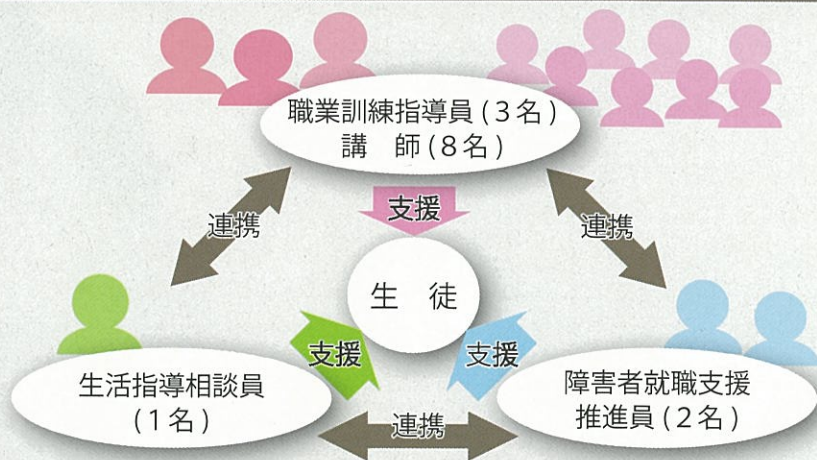 職業訓練指導員(3名)
講 師(8名)
連携
支援
連携
生 徒
支援
支援
生活指導相談員
(1名)
連携
障害者就職支援
推進員(2名)